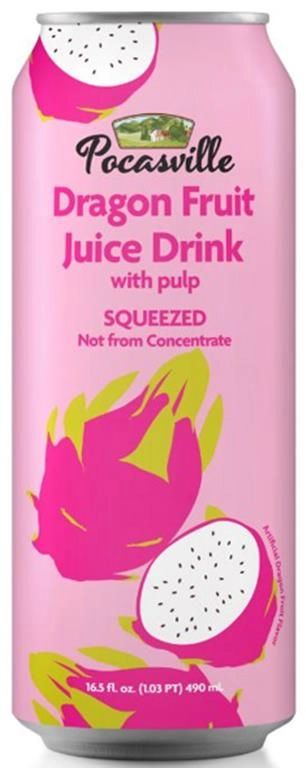 Pocasville
Dragon Fruit
Juice Drink
with pulp
SQUEEZED
Not from Concentrate
Artificial Dragon Fruit Flavor
16.5 fl. oz. (1.03 PT) 490 mL